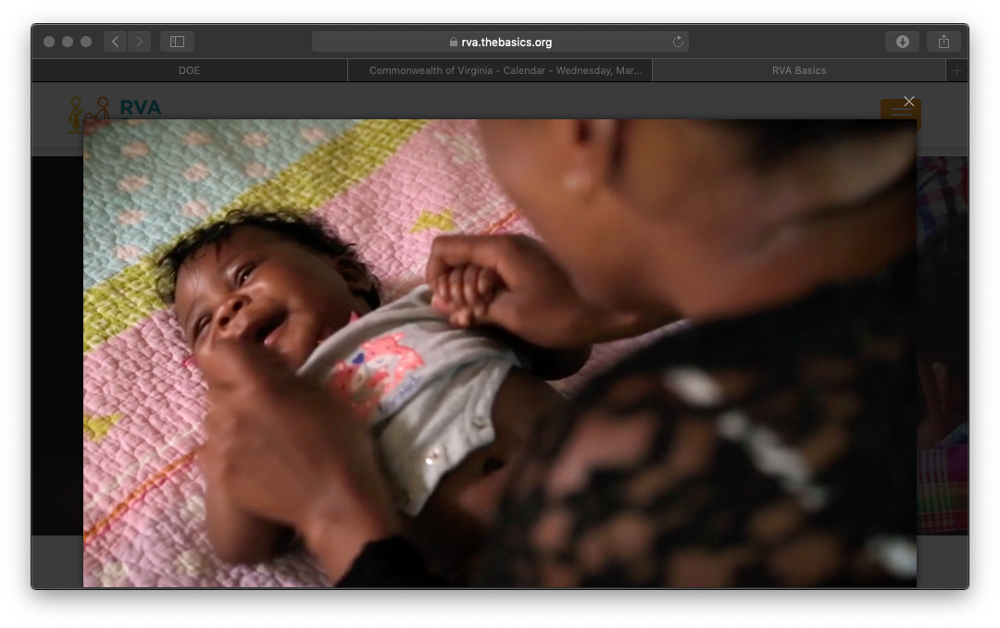 rva.thebasics.org
DOE
Commonwealth of Virginia - Calendar - Wednesday, Mar...
RVA Basics
RVA